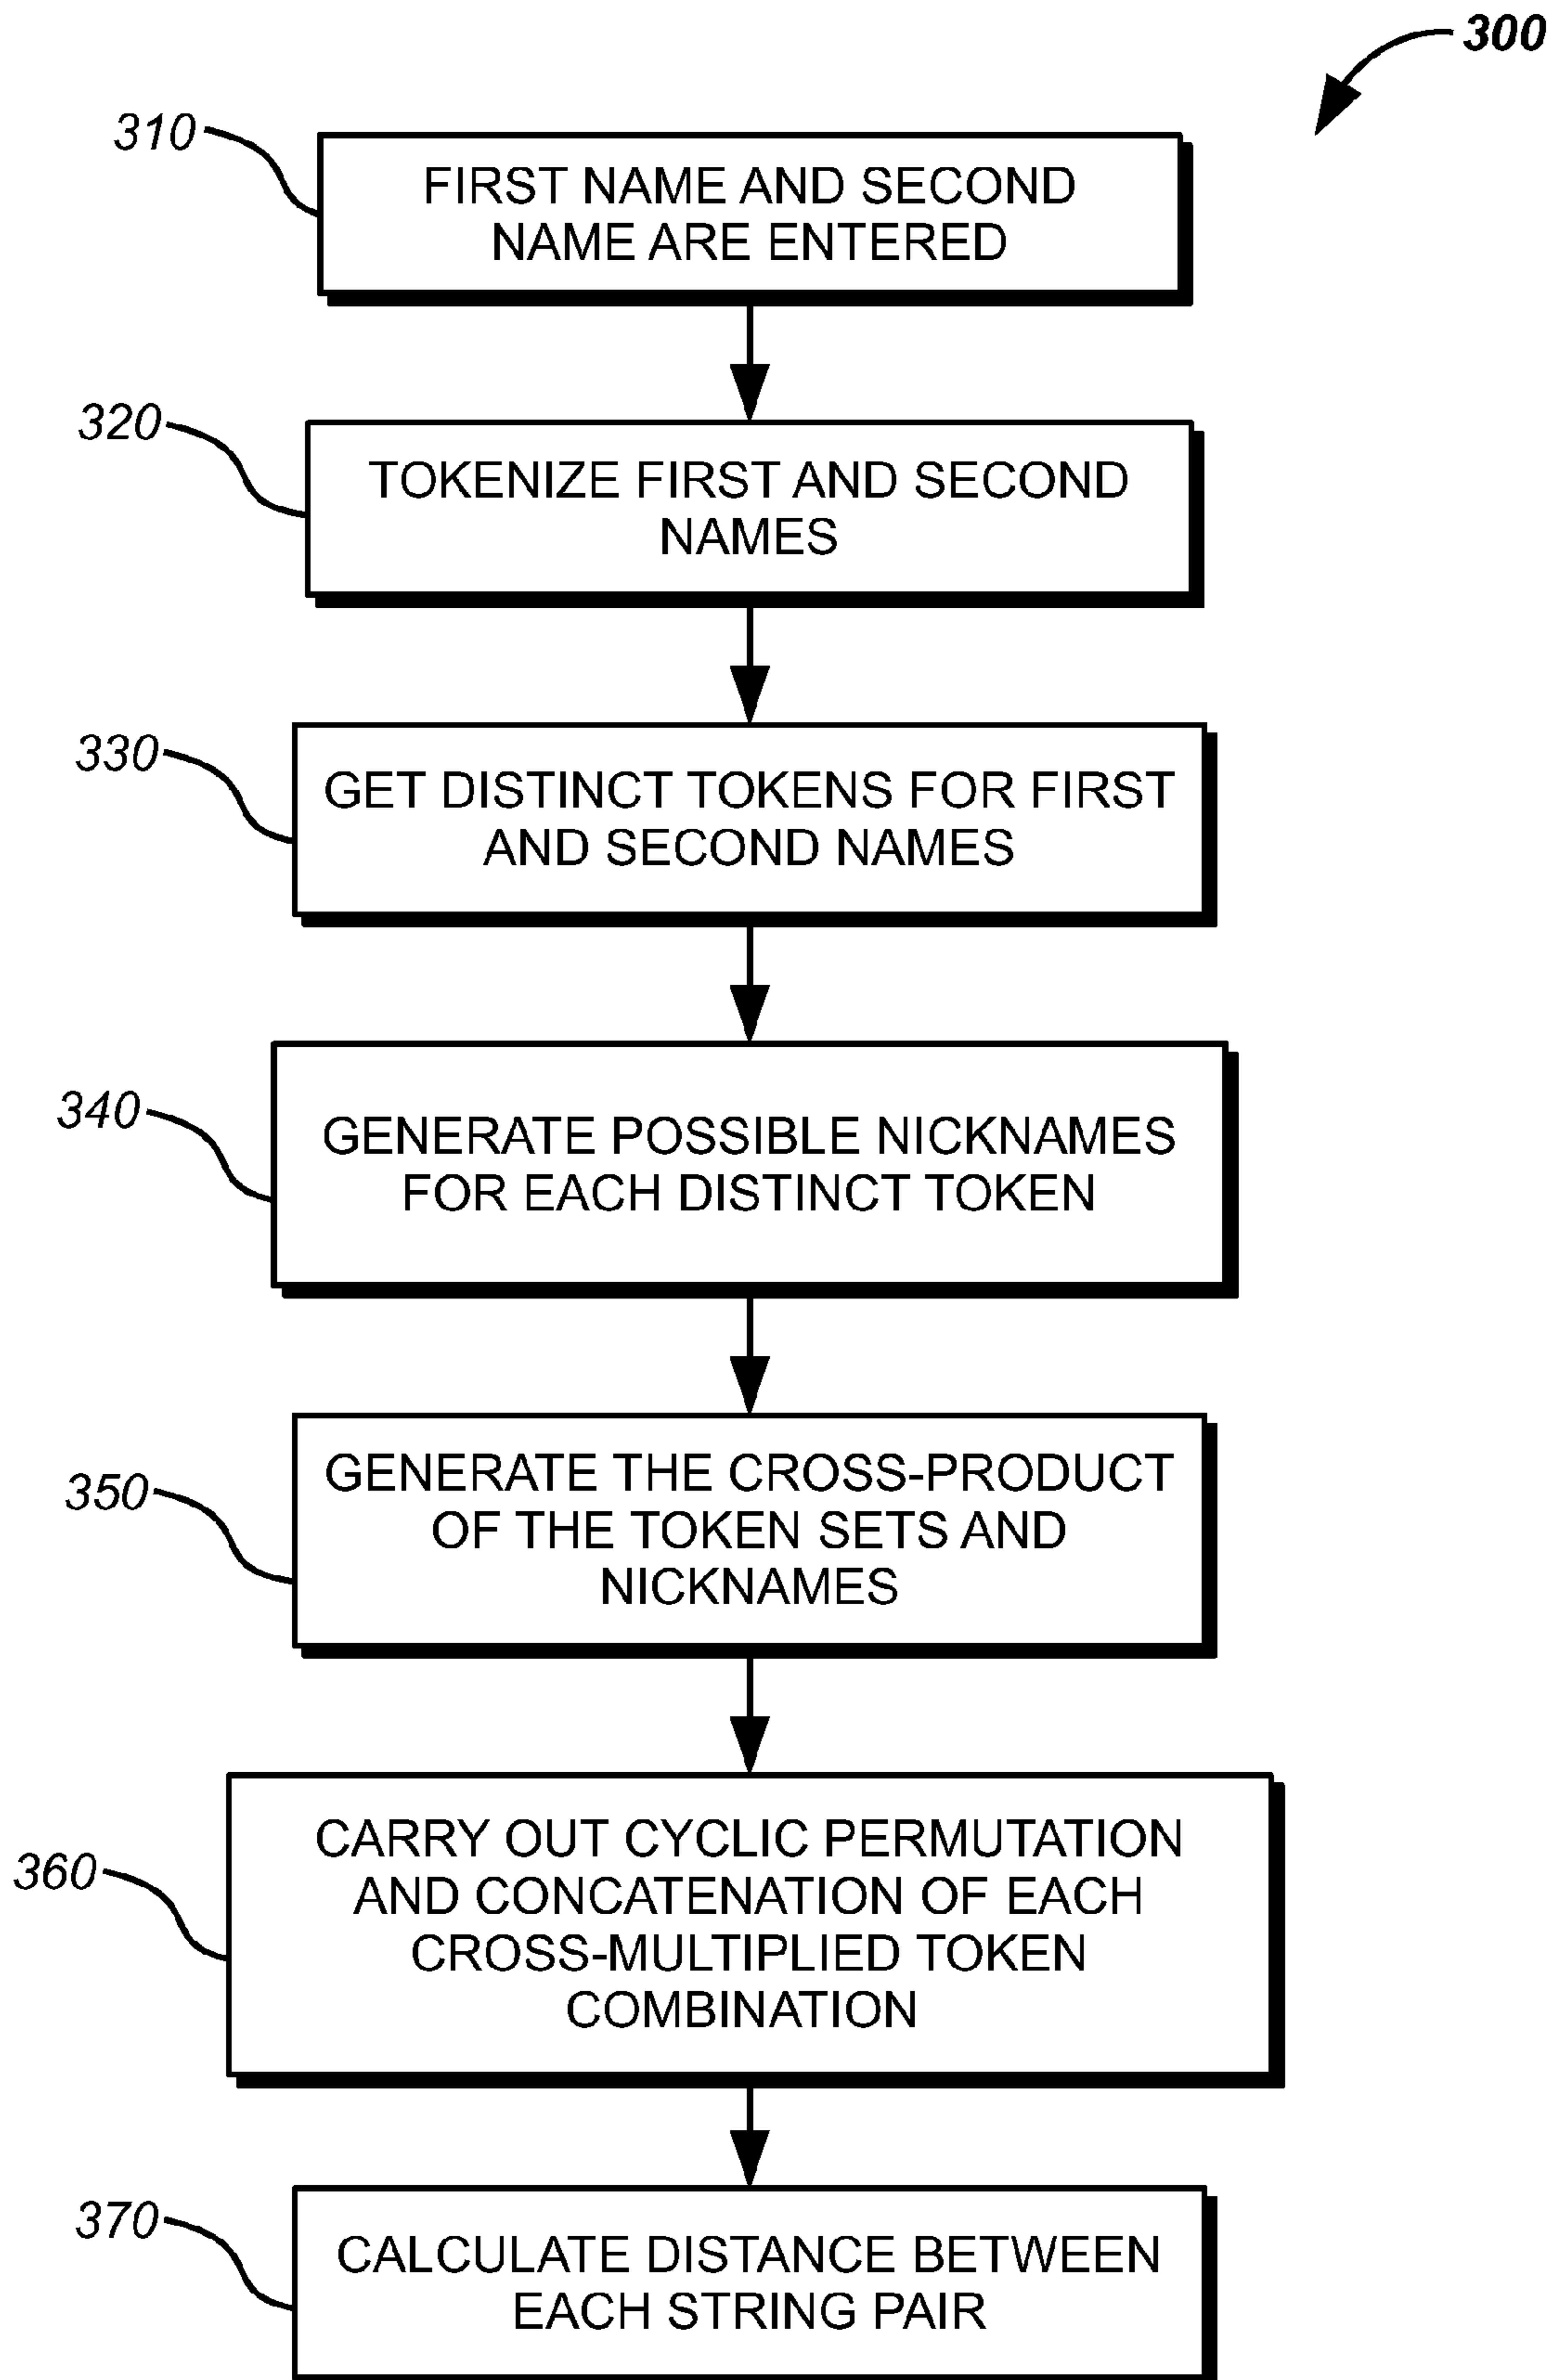 300
310
FIRST NAME AND SECOND
NAME ARE ENTERED
320
TOKENIZE FIRST AND SECOND
NAMES
330
GET DISTINCT TOKENS FOR FIRST
AND SECOND NAMES
340
GENERATE POSSIBLE NICKNAMES
FOR EACH DISTINCT TOKEN
350
GENERATE THE CROSS-PRODUCT
OF THE TOKEN SETS AND
NICKNAMES
360
CARRY OUT CYCLIC PERMUTATION
AND CONCATENATION OF EACH
CROSS-MULTIPLIED TOKEN
COMBINATION
370
CALCULATE DISTANCE BETWEEN
EACH STRING PAIR